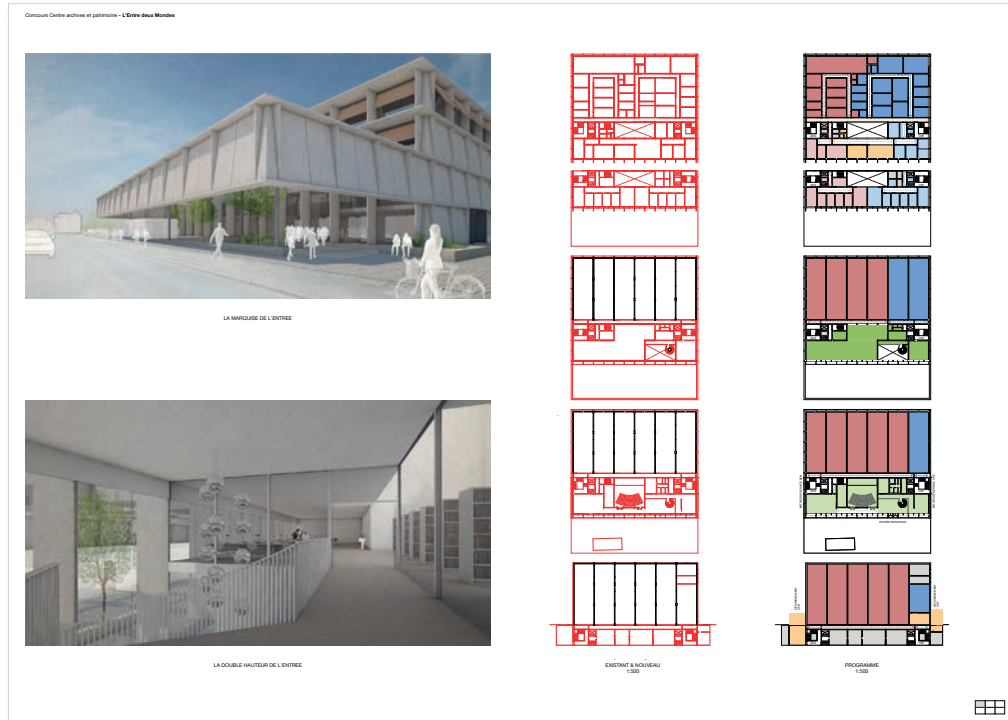 Concours Centre archives et patrimoine - L'Entre deux Mondes
LA MARQUISE DE L'ENTREE
LA DOUBLE HAUTEUR DE L'ENTREE
EXISTANT & NOUVEAU
1:500
PROGRAMME
1:500